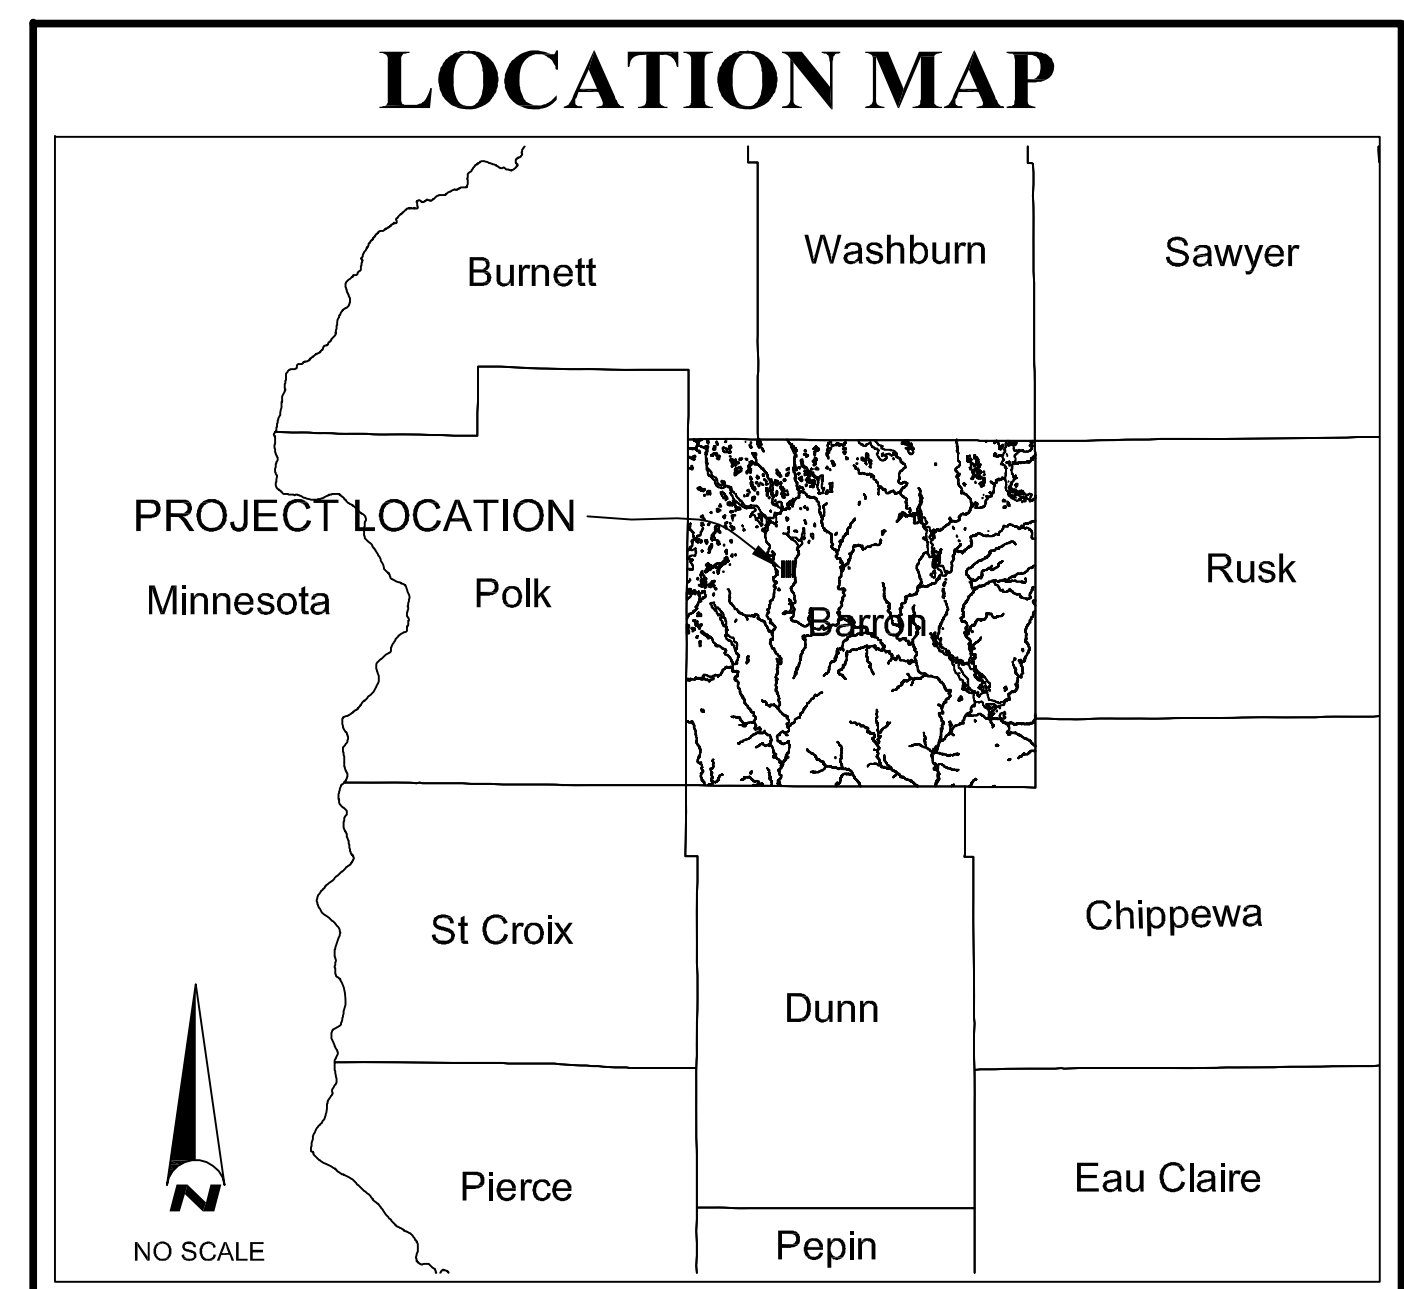 LOCATION MAP
Washburn
Sawyer
Burnett
PROJECT LOCATION
Rusk
Polk
Minnesota
Barron
Chippewa
St Croix
Dunn
Eau Claire
Pierce
N
Pepin
NO SCALE